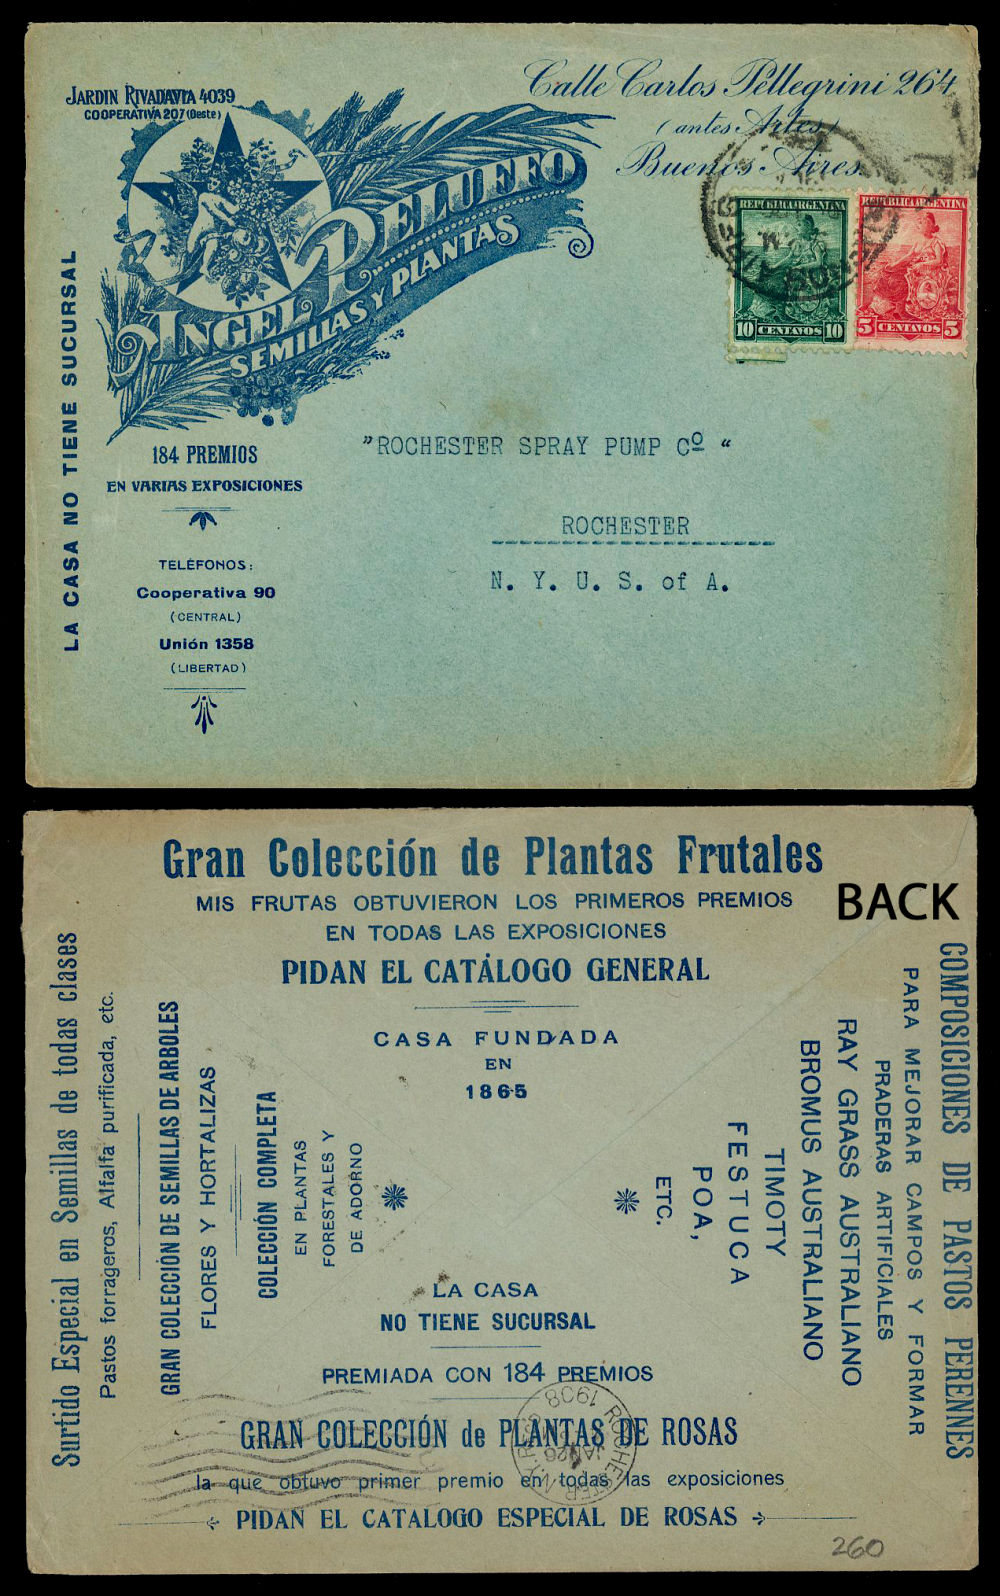 JARDIN RIVADAVIA 4039
COOPERATIVA 207 (Oeste)
ANGEL PELUFFO
SEMILLAS Y PLANTAS
LA CASA NO TIENE SUCURSAL
184 PREMIOS
EN VARIAS EXPOSICIONES
TELÉFONOS:
Cooperativa 90
(CENTRAL)
Unión 1358
(LIBERTAD)
Calle Carlos Pellegrini 264
(antes Artes)
Buenos Aires
REPUBLICA ARGENTINA
10 CENTAVOS 10
REPUBLICA ARGENTINA
5 CENTAVOS 5
"ROCHESTER SPRAY PUMP Cº "
ROCHESTER
N. Y. U. S. of A.
Gran Colección de Plantas Frutales
MIS FRUTAS OBTUVIERON LOS PRIMEROS PREMIOS
EN TODAS LAS EXPOSICIONES
PIDAN EL CATÁLOGO GENERAL
BACK
CASA FUNDADA
EN
1865
Surtido Especial en Semillas de todas clases
Pastos forrageros, Alfalfa purificada, etc.
GRAN COLECCIÓN DE SEMILLAS DE ARBOLES
FLORES Y HORTALIZAS
COLECCIÓN COMPLETA
EN PLANTAS
FORESTALES Y
DE ADORNO
COMPOSICIONES DE PASTOS PERENNES
PARA MEJORAR CAMPOS Y FORMAR
PRADERAS ARTIFICIALES
RAY GRASS AUSTRALIANO
BROMUS AUSTRALIANO
TIMOTY
FESTUCA
POA,
ETC.
LA CASA
NO TIENE SUCURSAL
PREMIADA CON 184 PREMIOS
GRAN COLECCIÓN de PLANTAS DE ROSAS
la que obtuvo primer premio en todas las exposiciones
PIDAN EL CATALOGO ESPECIAL DE ROSAS
ROCHESTER, N.Y.
JAN 26
1908
260